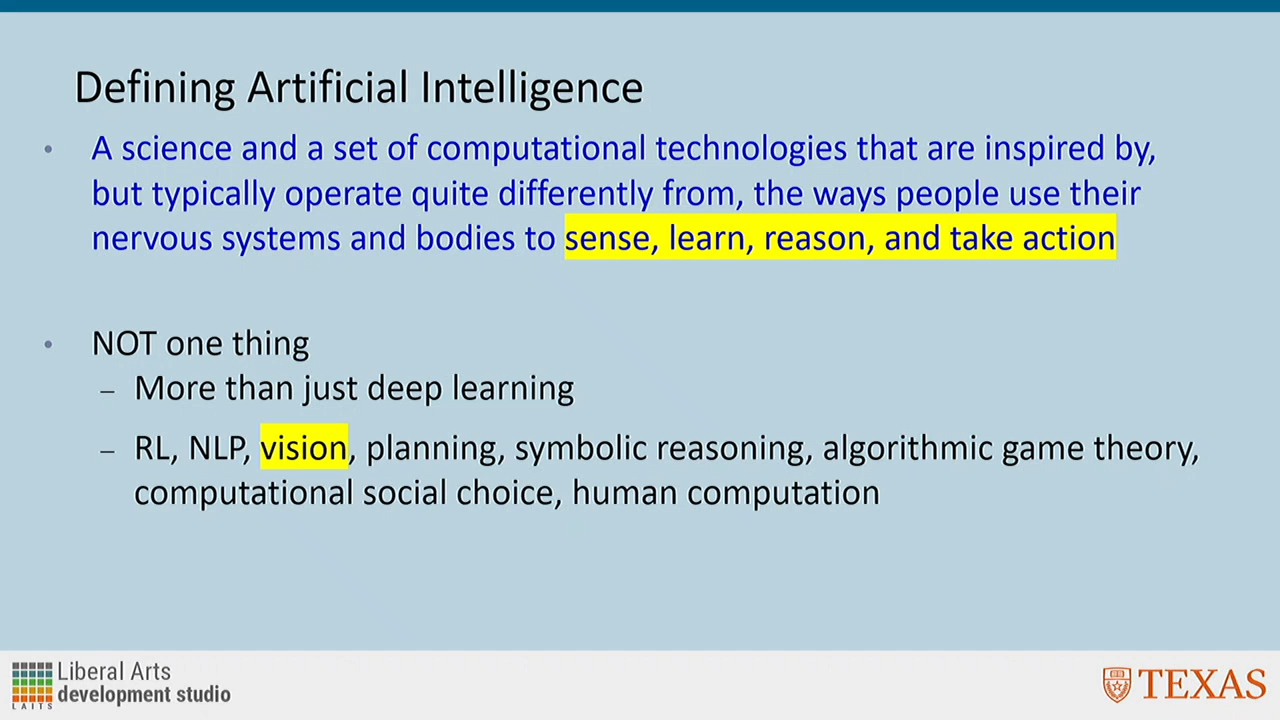 Defining Artificial Intelligence
• A science and a set of computational technologies that are inspired by,
but typically operate quite differently from, the ways people use their
nervous systems and bodies to sense, learn, reason, and take action
• NOT one thing
– More than just deep learning
– RL, NLP, vision, planning, symbolic reasoning, algorithmic game theory,
computational social choice, human computation
Liberal Arts
development studio
LAITS
TEXAS